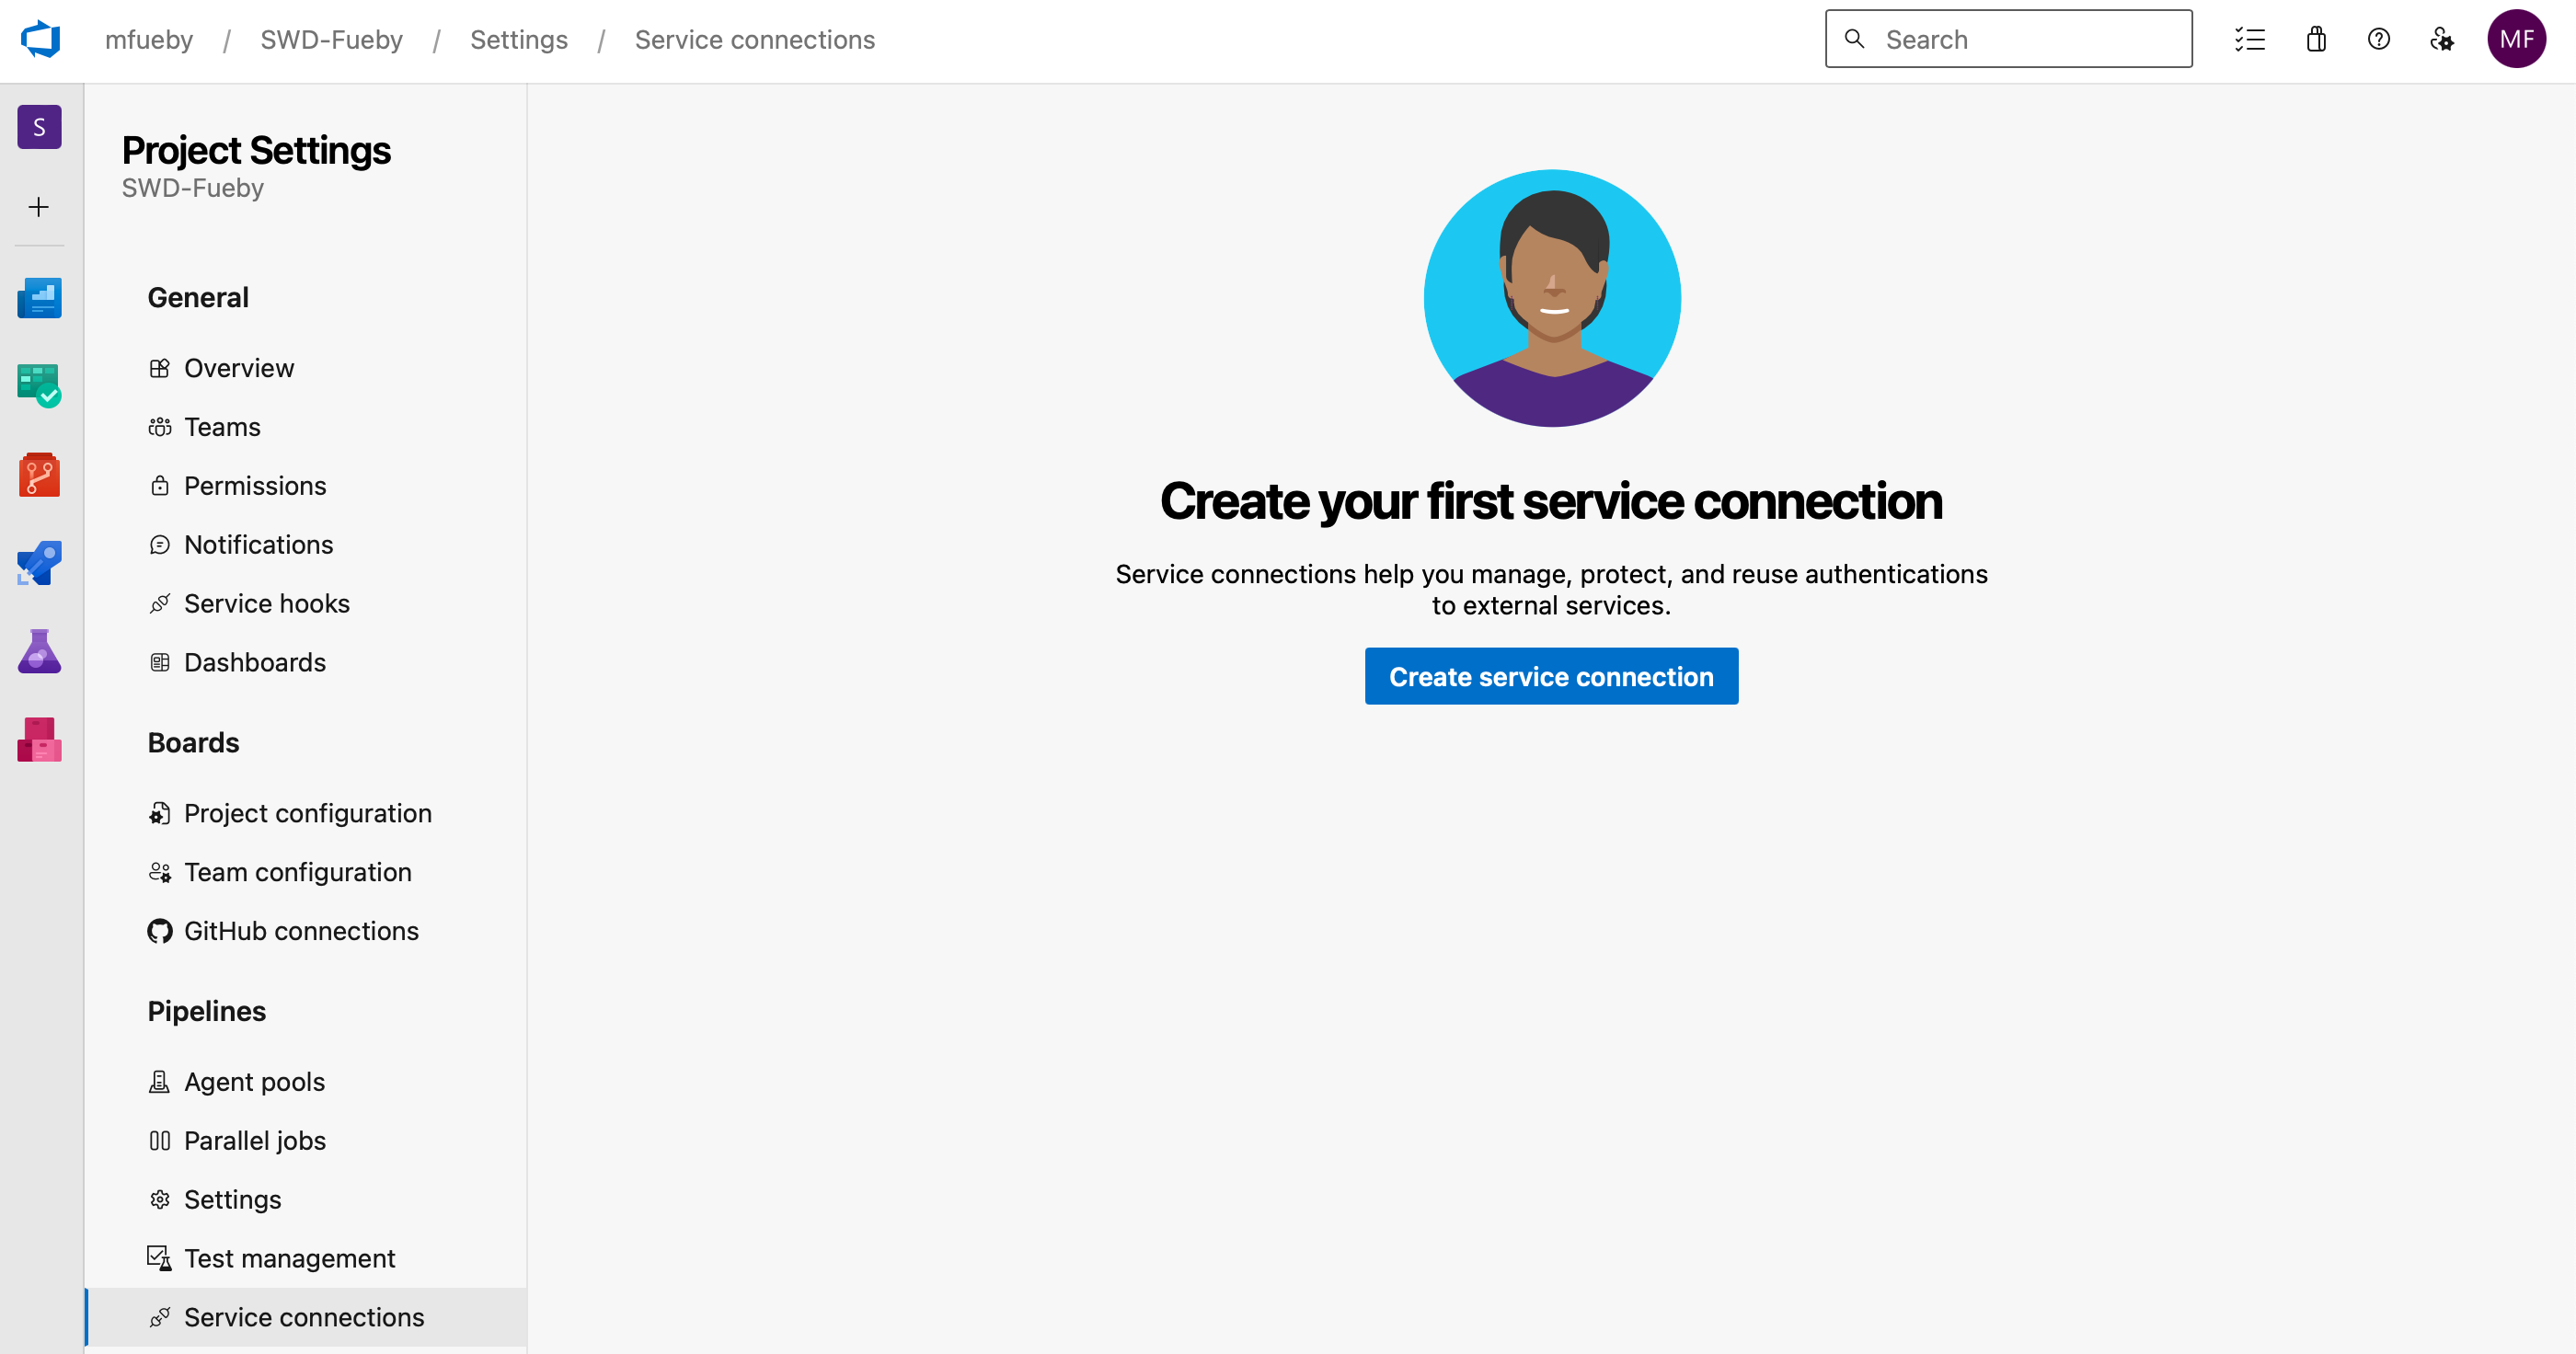 mfueby / SWD-Fueby / Settings / Service connections
Search
MF
S
Project Settings
SWD-Fueby
General
Overview
Teams
Permissions
Notifications
Service hooks
Dashboards
Boards
Project configuration
Team configuration
GitHub connections
Pipelines
Agent pools
Parallel jobs
Settings
Test management
Service connections
Create your first service connection
Service connections help you manage, protect, and reuse authentications
to external services.
Create service connection